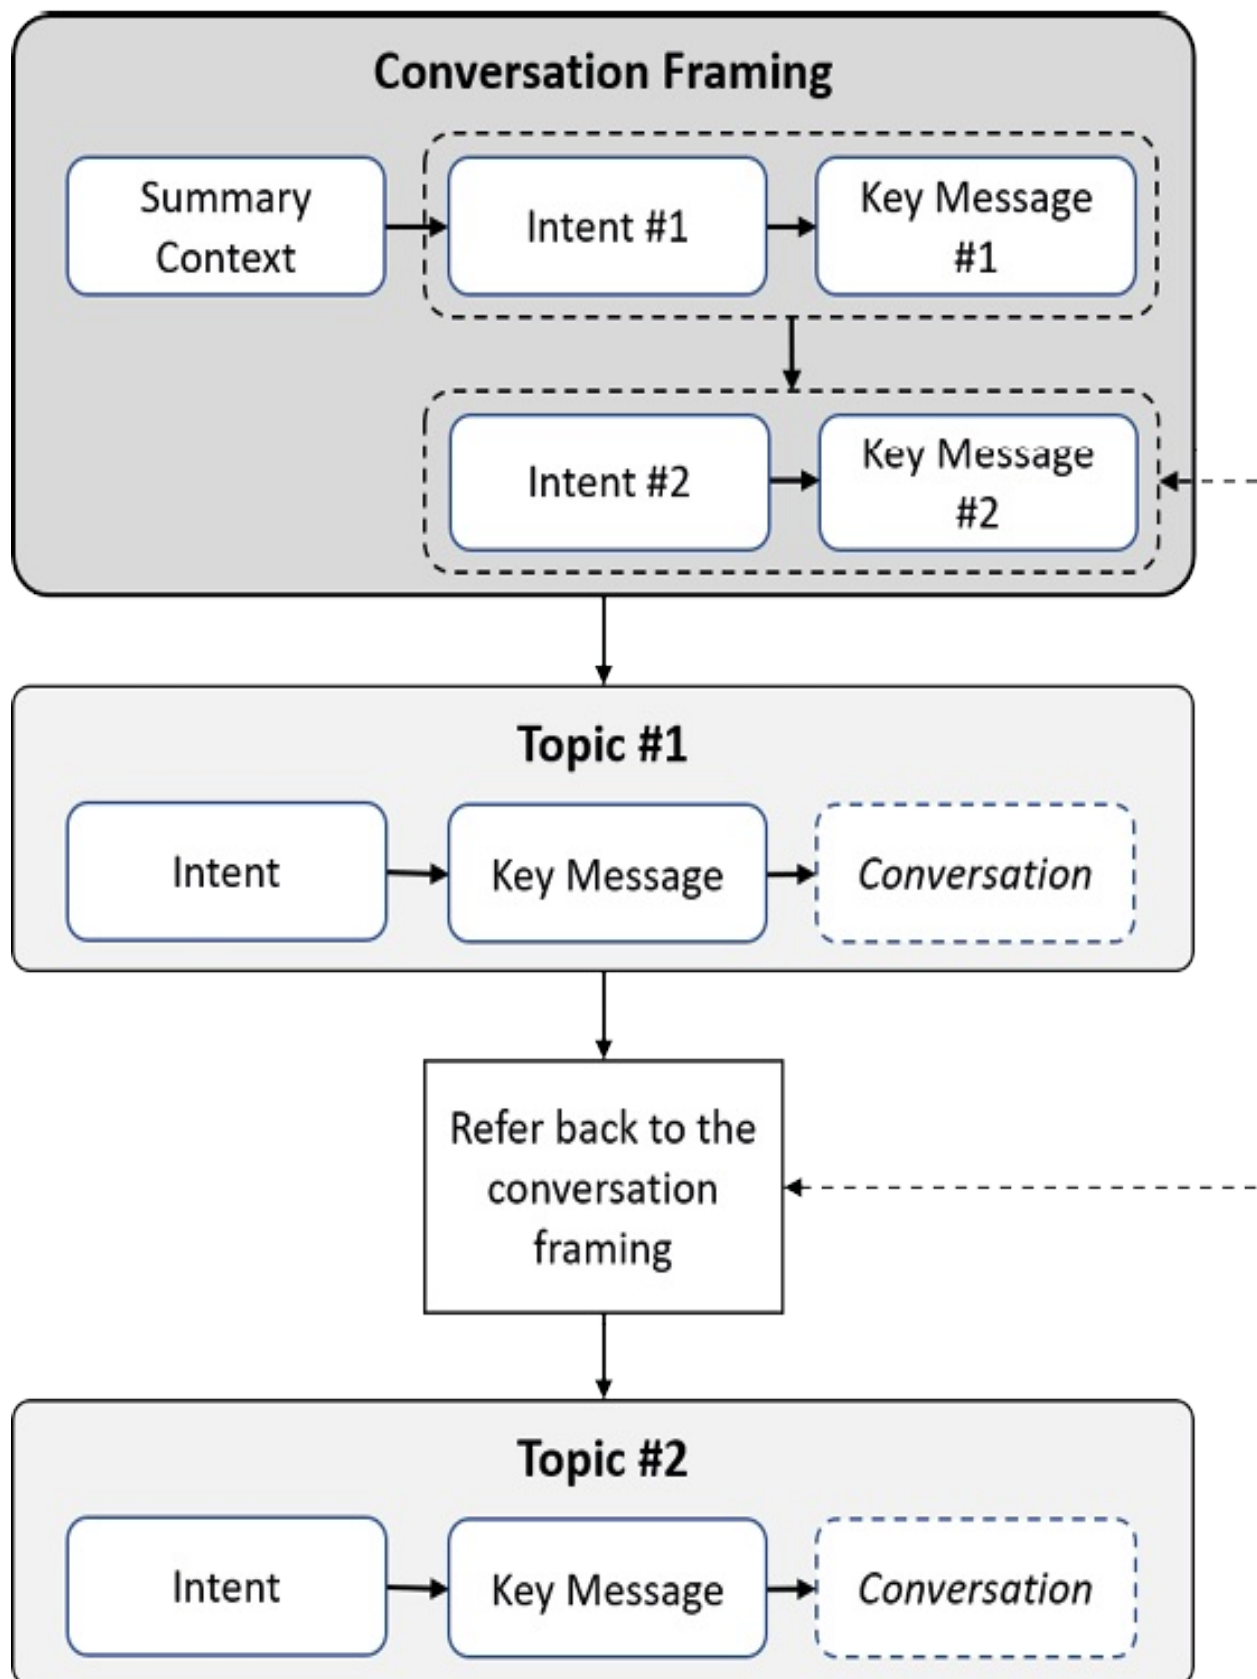 Conversation Framing
Summary
Context
Intent #1
Key Message
#1
Intent #2
Key Message
#2
Topic #1
Intent
Key Message
Conversation
Refer back to the
conversation
framing
Topic #2
Intent
Key Message
Conversation